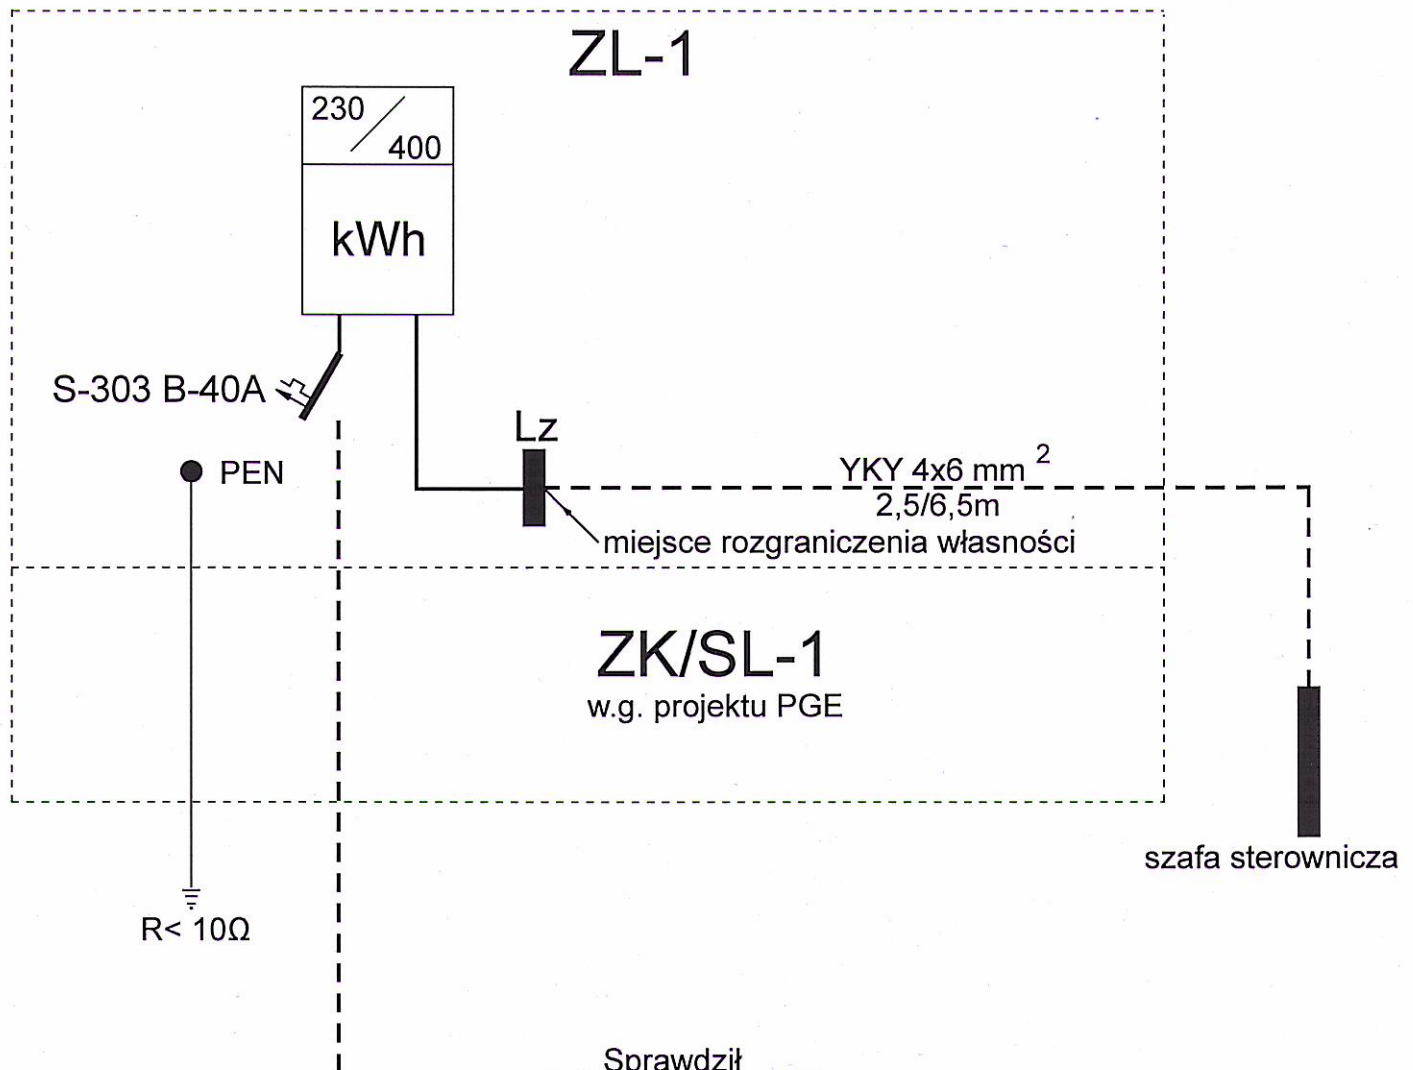 ZL-1
230
400
kWh
S-303 B-40A
Lz
PEN
YKY 4x6 mm 2
2,5/6,5m
miejsce rozgraniczenia własności
ZK/SL-1
w.g. projektu PGE
szafa sterownicza
R< 10Ω
Sprawdził